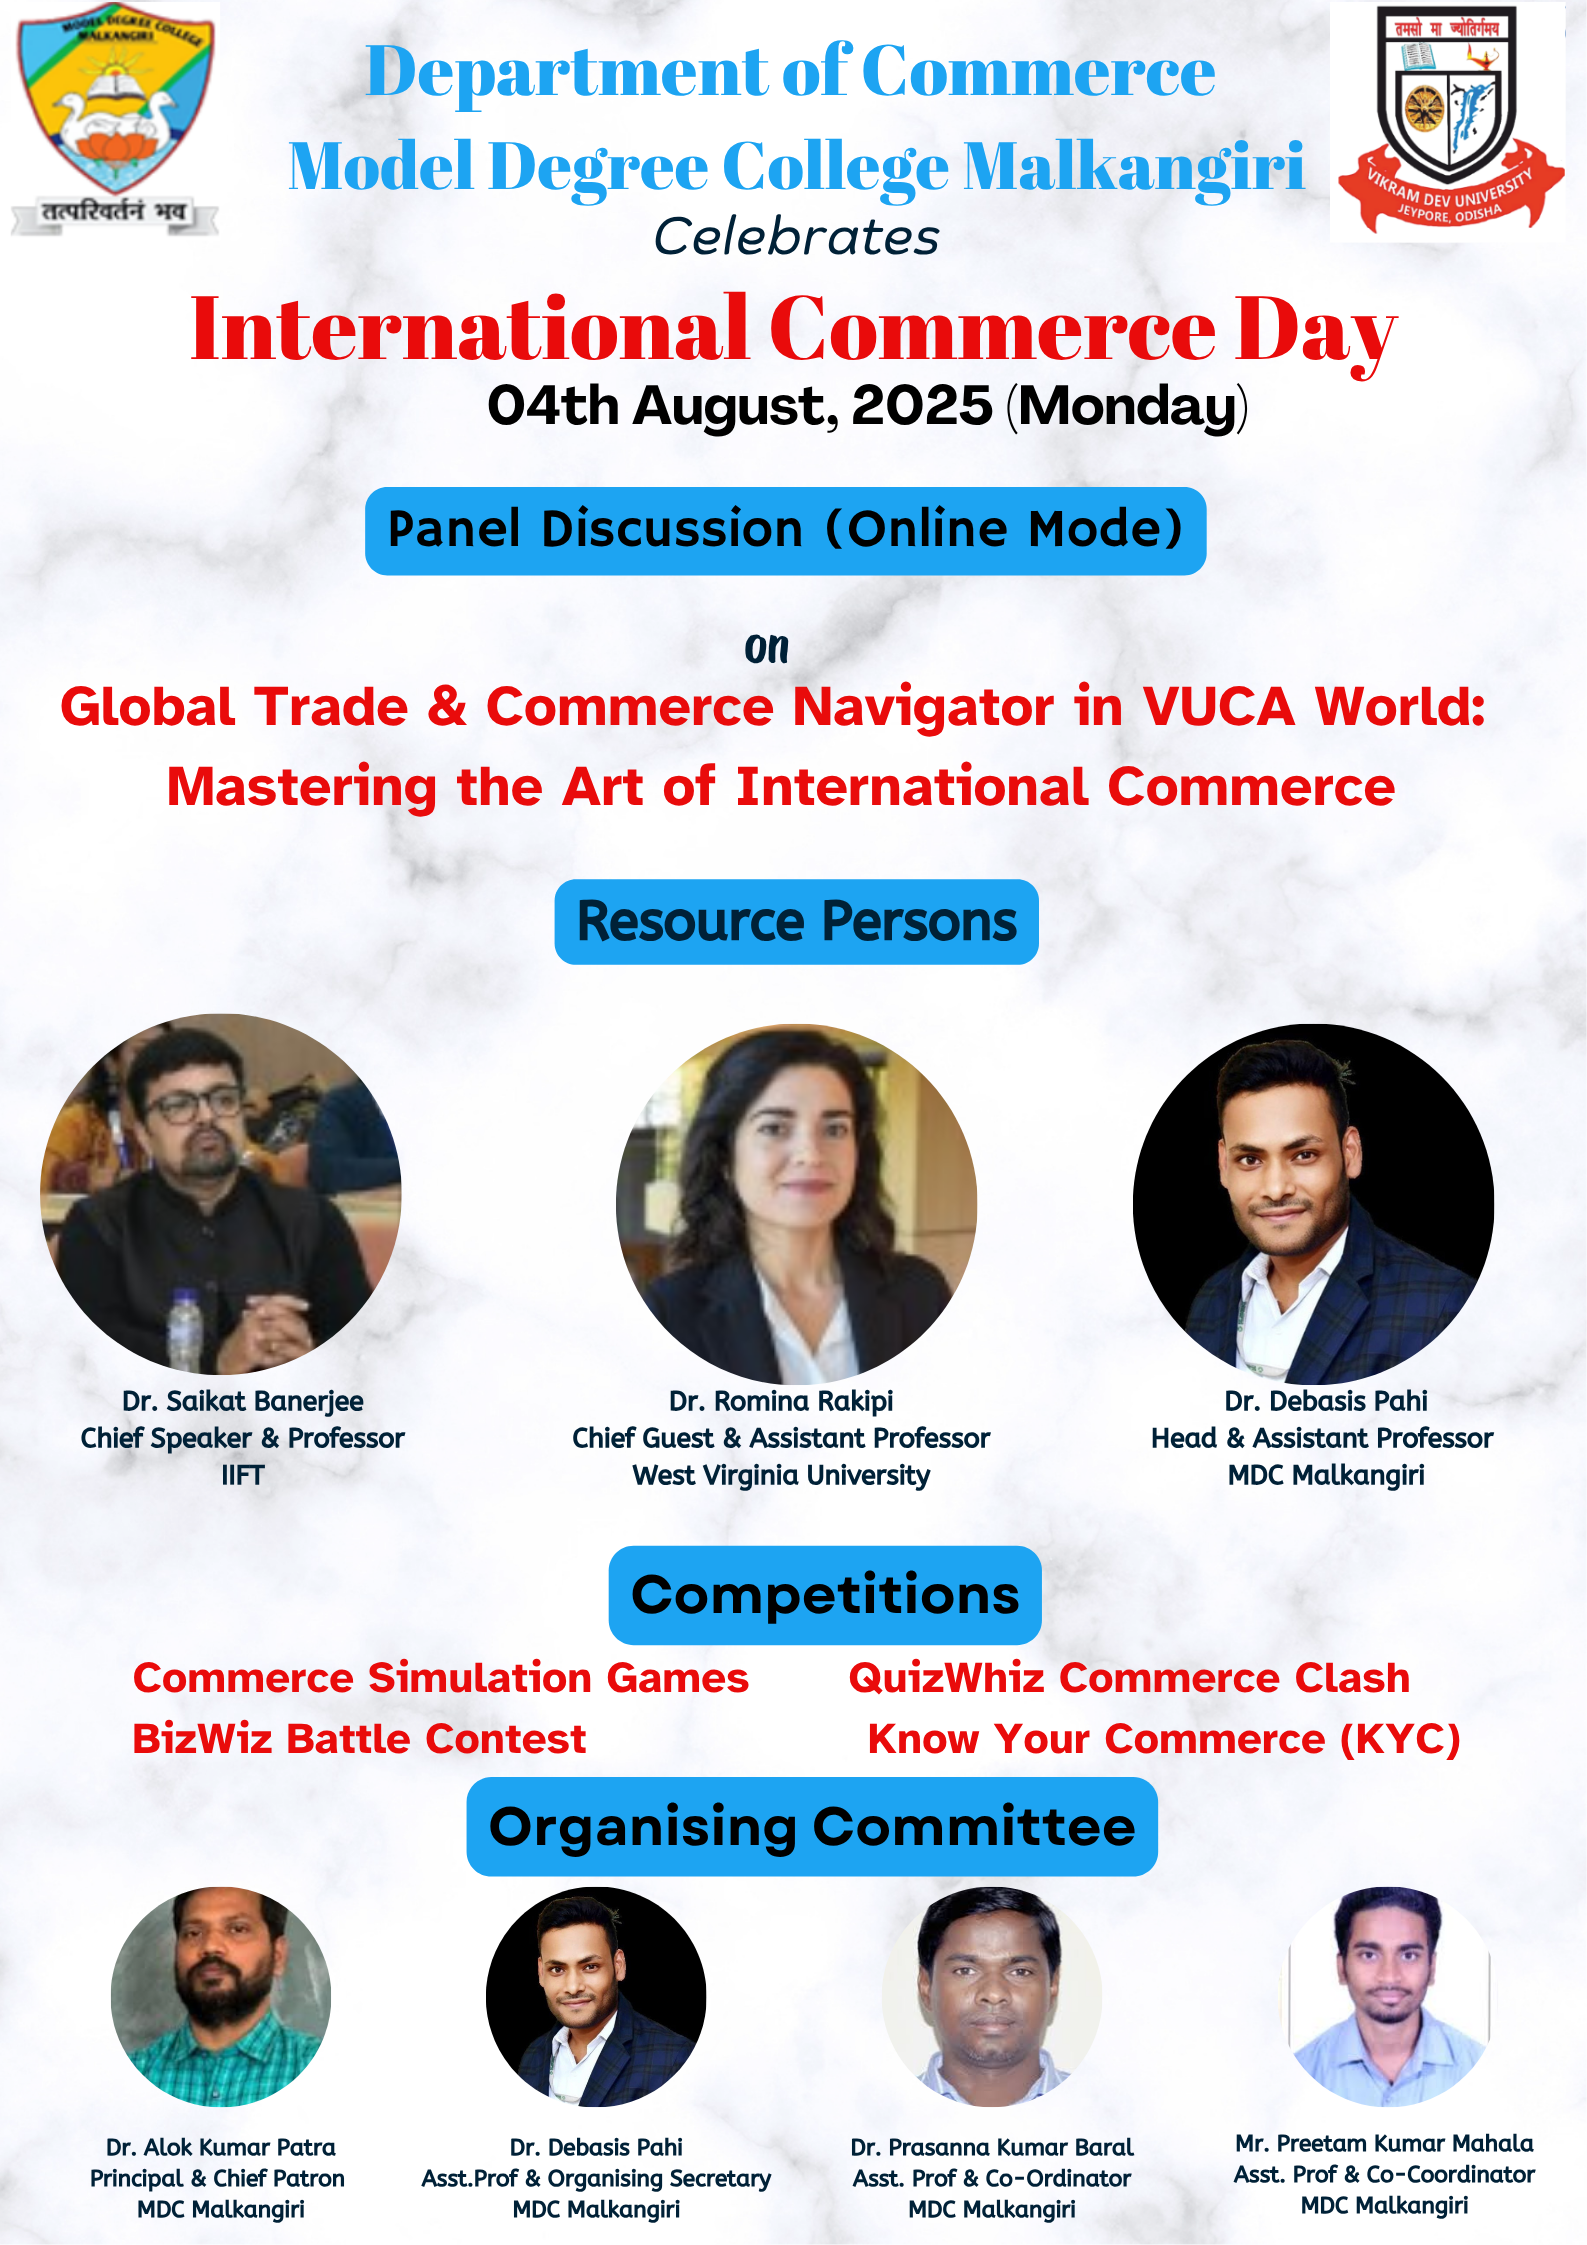 MODEL DEGREE COLLEGE
MALKANGIRI
तत्परिवर्तनं भव
तमसो मा ज्योतिर्गमय
VIKRAM DEV UNIVERSITY
JEYPORE, ODISHA
Department of Commerce
Model Degree College Malkangiri
Celebrates
International Commerce Day
04th August, 2025 (Monday)
Panel Discussion (Online Mode)
on
Global Trade & Commerce Navigator in VUCA World:
Mastering the Art of International Commerce
Resource Persons
Dr. Saikat Banerjee
Chief Speaker & Professor
IIFT
Dr. Romina Rakipi
Chief Guest & Assistant Professor
West Virginia University
Dr. Debasis Pahi
Head & Assistant Professor
MDC Malkangiri
Competitions
Commerce Simulation Games
QuizWhiz Commerce Clash
BizWiz Battle Contest
Know Your Commerce (KYC)
Organising Committee
Dr. Alok Kumar Patra
Principal & Chief Patron
MDC Malkangiri
Dr. Debasis Pahi
Asst.Prof & Organising Secretary
MDC Malkangiri
Dr. Prasanna Kumar Baral
Asst. Prof & Co-Ordinator
MDC Malkangiri
Mr. Preetam Kumar Mahala
Asst. Prof & Co-Coordinator
MDC Malkangiri